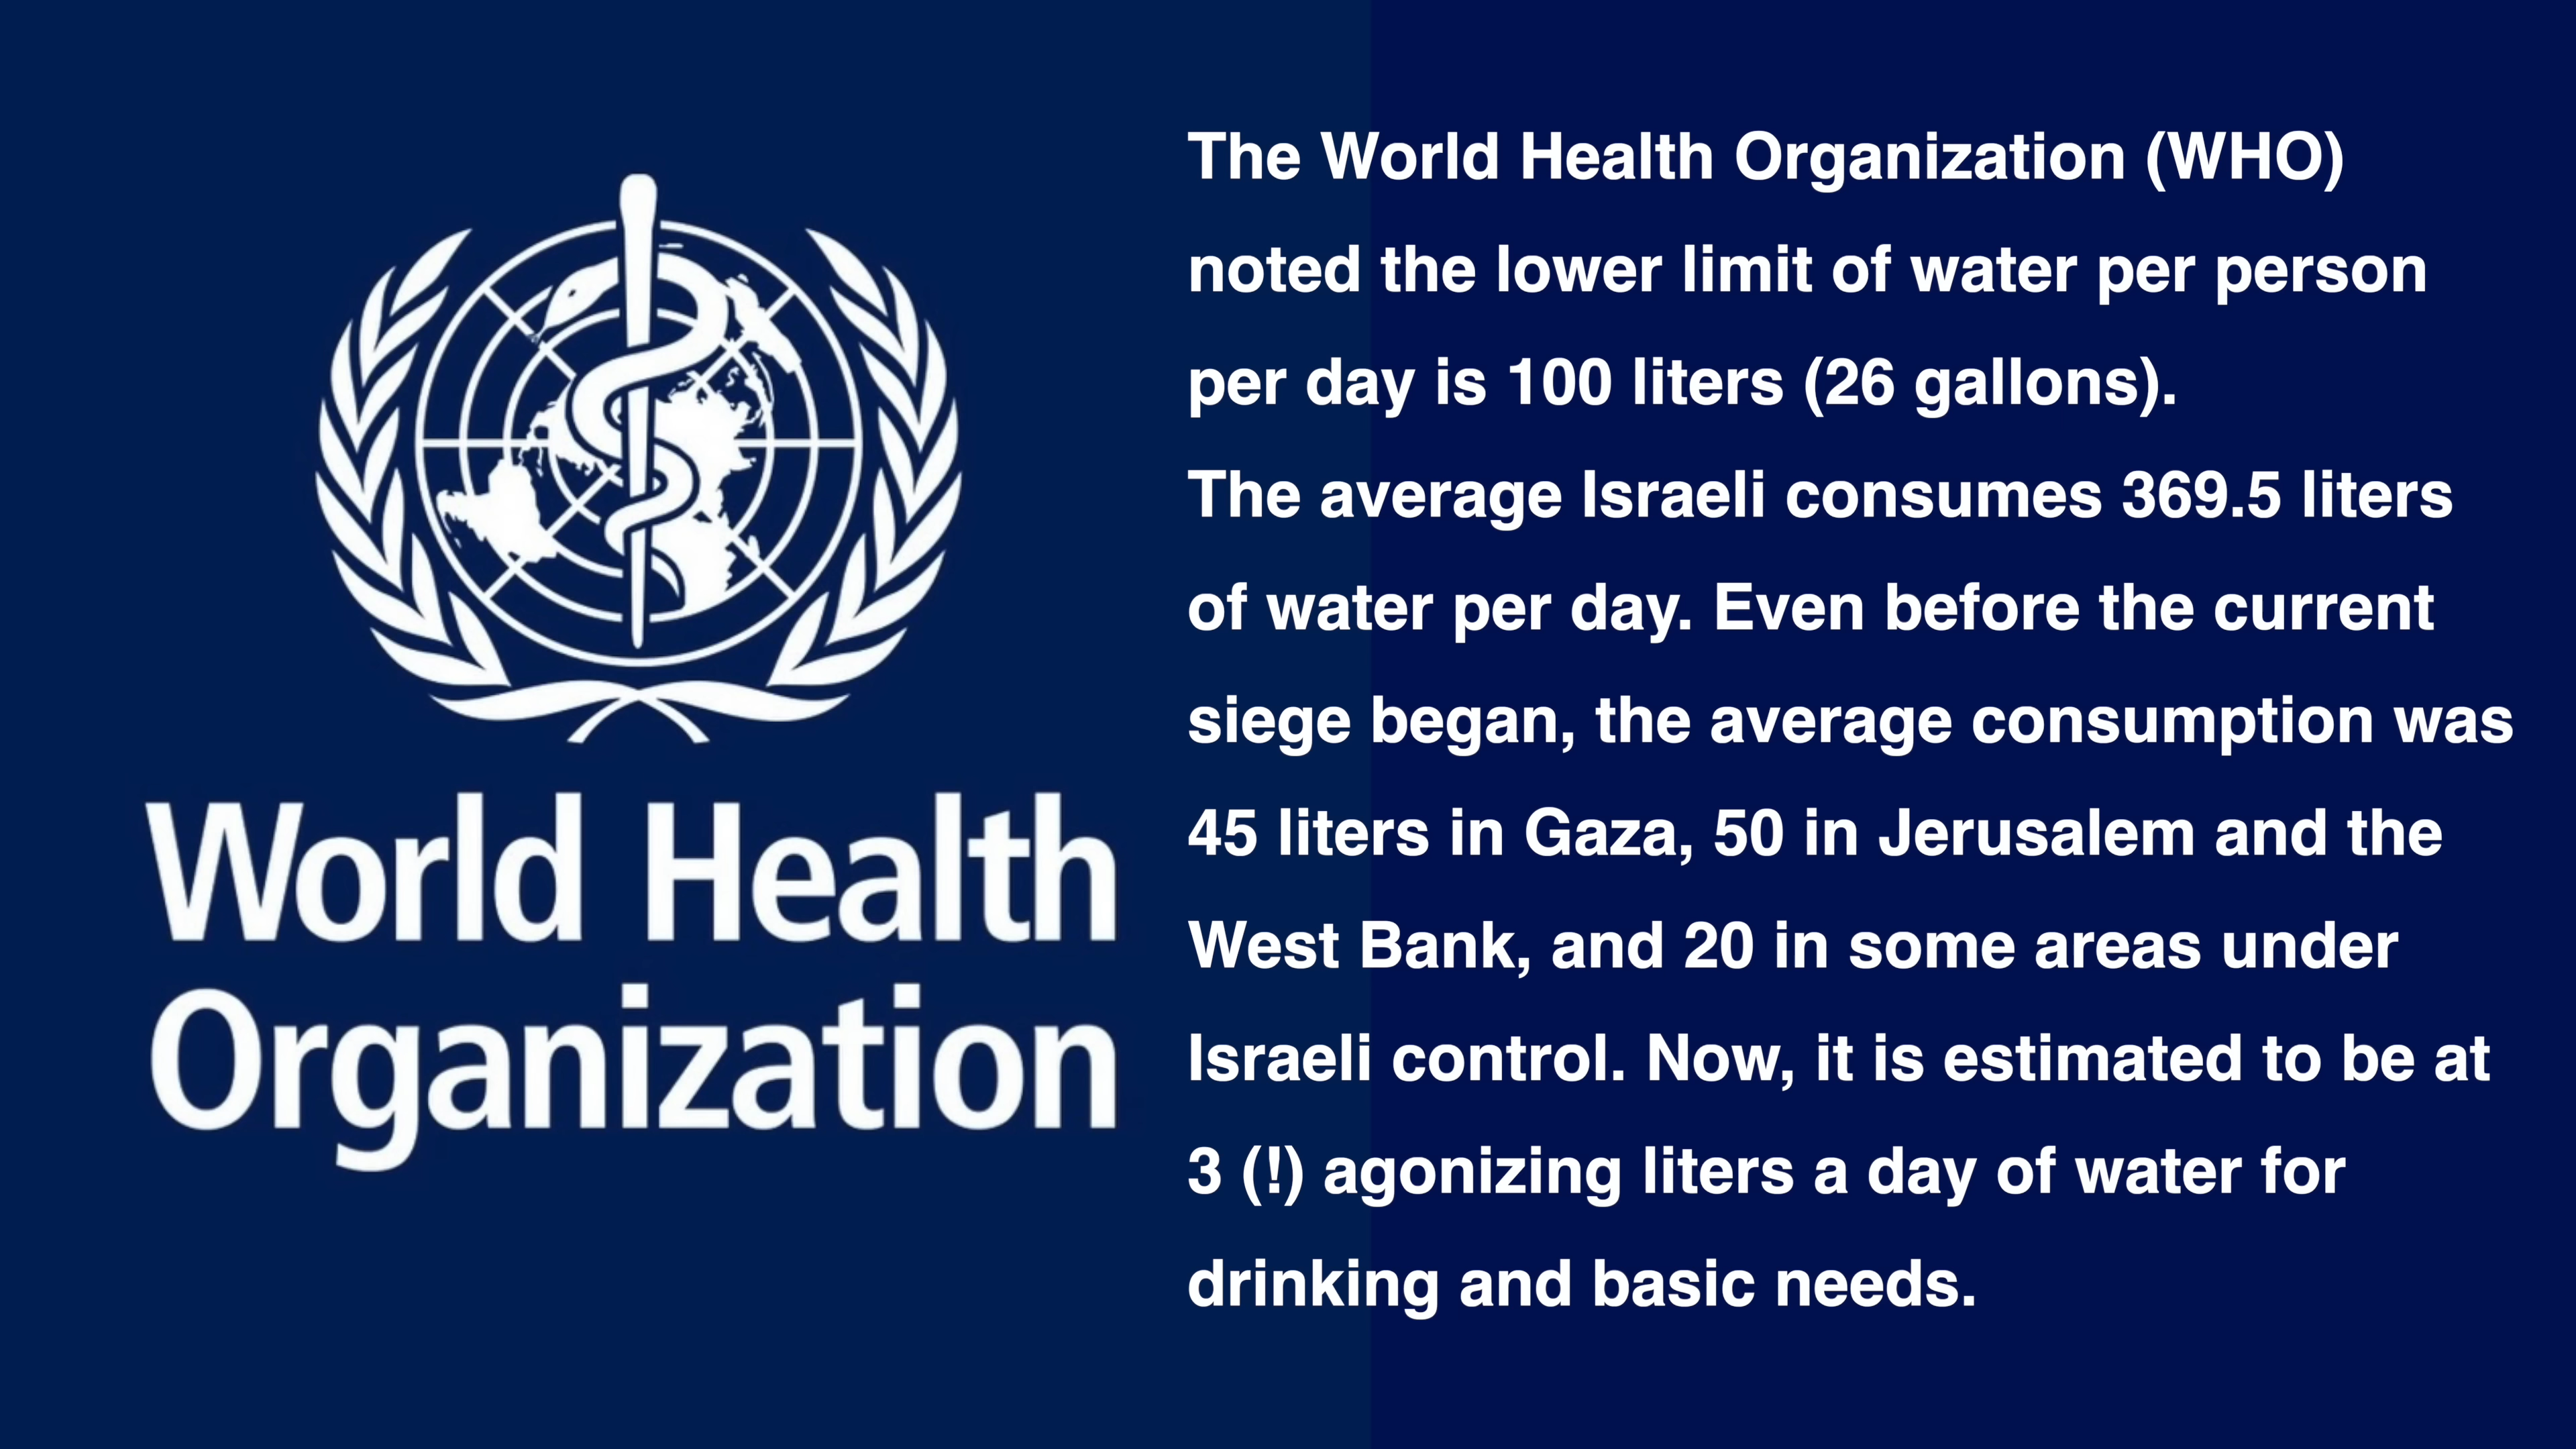 World Health
Organization
The World Health Organization (WHO)
noted the lower limit of water per person
per day is 100 liters (26 gallons).
The average Israeli consumes 369.5 liters
of water per day. Even before the current
siege began, the average consumption was
45 liters in Gaza, 50 in Jerusalem and the
West Bank, and 20 in some areas under
Israeli control. Now, it is estimated to be at
3 (!) agonizing liters a day of water for
drinking and basic needs.